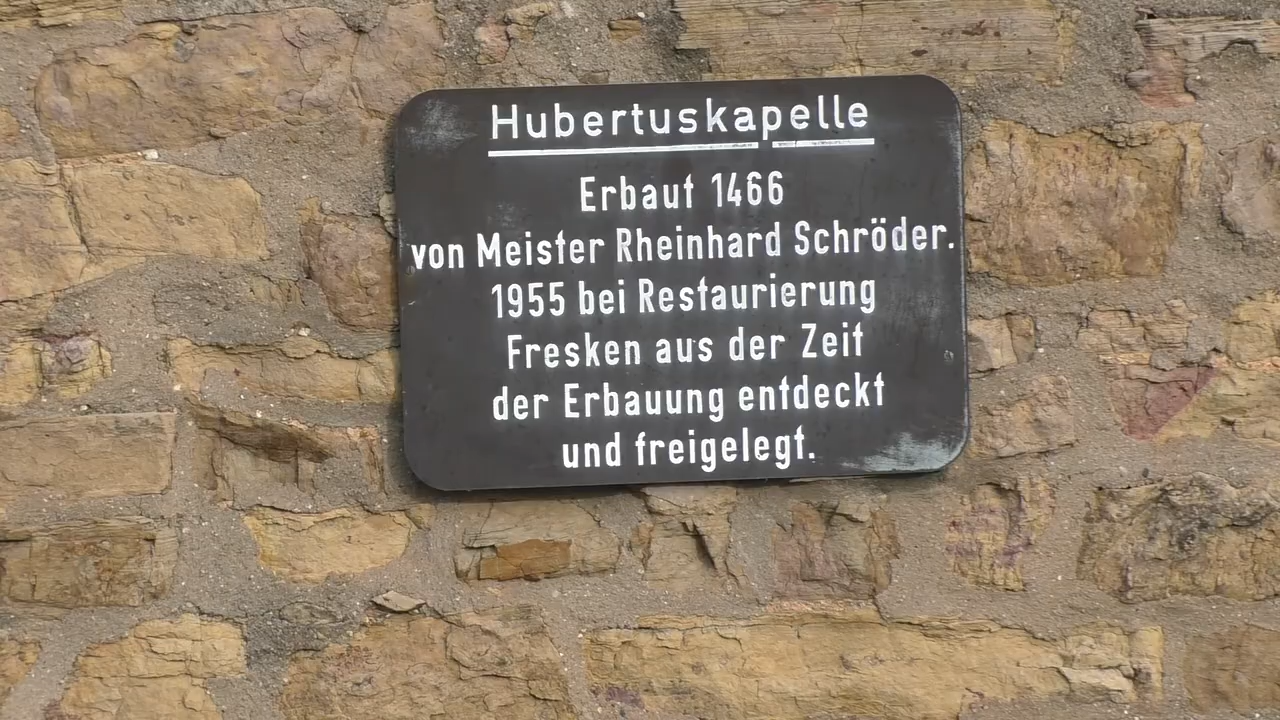 Hubertuskapelle
Erbaut 1466
von Meister Rheinhard Schröder.
1955 bei Restaurierung
Fresken aus der Zeit
der Erbauung entdeckt
und freigelegt.